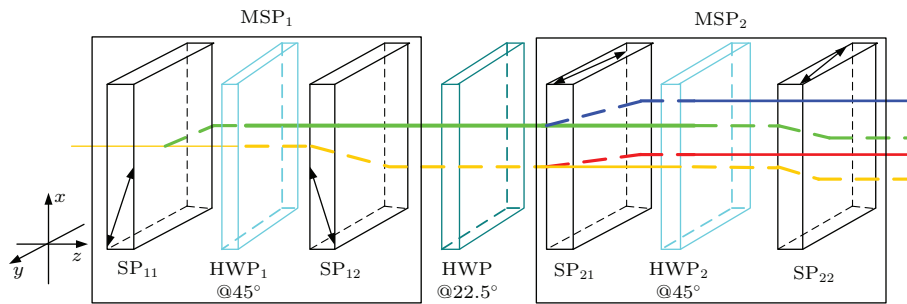 MSP₁ MSP₂
x
y z
SP₁₁ HWP₁ SP₁₂ HWP SP₂₁ HWP₂ SP₂₂
@45° @22.5° @45°